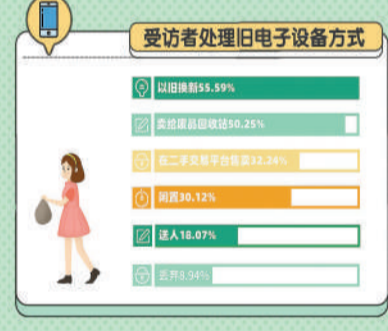 受访者处理旧电子设备方式
以旧换新55.59%
卖给废品回收站50.25%
在二手交易平台售卖32.24%
闲置30.12%
送人18.07%
丢弃8.94%